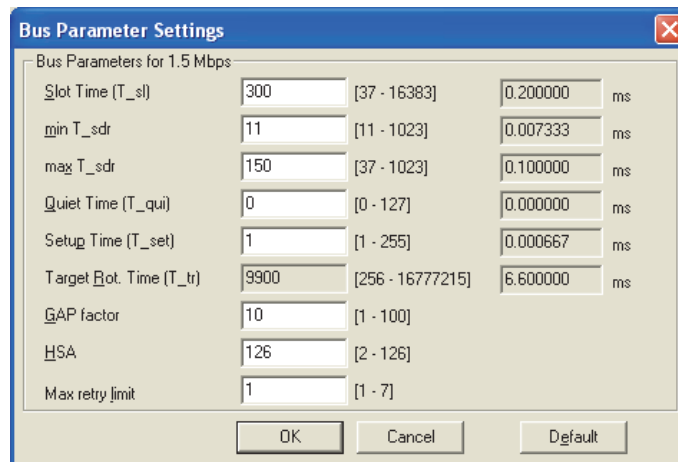 Bus Parameter Settings
Bus Parameters for 1.5 Mbps
Slot Time (T_sl) 300 [37 - 16383] 0.200000 ms
min T_sdr 11 [11 - 1023] 0.007333 ms
max T_sdr 150 [37 - 1023] 0.100000 ms
Quiet Time (T_qui) 0 [0 - 127] 0.000000 ms
Setup Time (T_set) 1 [1 - 255] 0.000667 ms
Target Rot. Time (T_tr) 9900 [256 - 16777215] 6.600000 ms
GAP factor 10 [1 - 100]
HSA 126 [2 - 126]
Max retry limit 1 [1 - 7]
OK Cancel Default